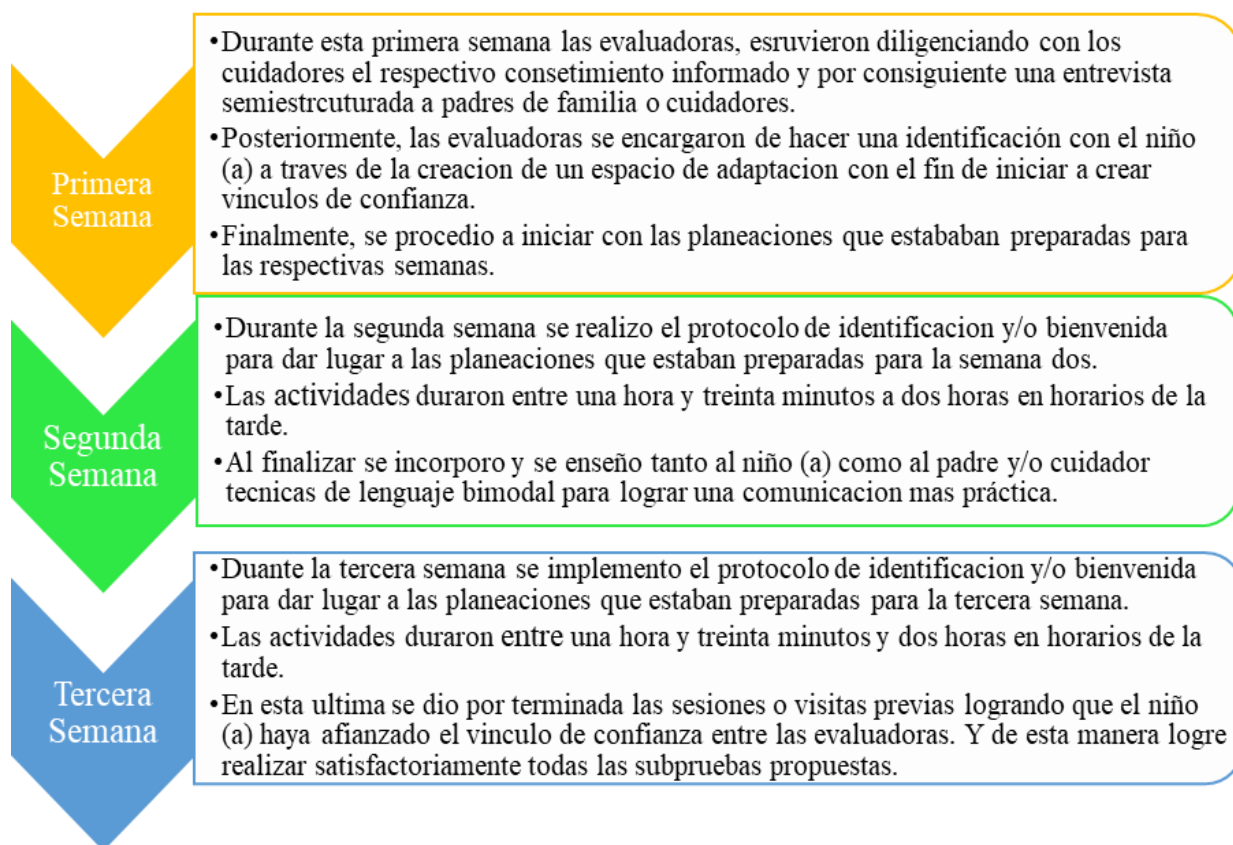 Primera
Semana
•Durante esta primera semana las evaluadoras, esruvieron diligenciando con los
cuidadores el respectivo consetimiento informado y por consiguiente una entrevista
semiestrcuturada a padres de familia o cuidadores.
•Posteriormente, las evaluadoras se encargaron de hacer una identificación con el niño
(a) a traves de la creacion de un espacio de adaptacion con el fin de iniciar a crear
vinculos de confianza.
•Finalmente, se procedio a iniciar con las planeaciones que estababan preparadas para
las respectivas semanas.
Segunda
Semana
•Durante la segunda semana se realizo el protocolo de identificacion y/o bienvenida
para dar lugar a las planeaciones que estaban preparadas para la semana dos.
•Las actividades duraron entre una hora y treinta minutos a dos horas en horarios de la
tarde.
•Al finalizar se incorporo y se enseño tanto al niño (a) como al padre y/o cuidador
tecnicas de lenguaje bimodal para lograr una comunicacion mas práctica.
Tercera
Semana
•Duante la tercera semana se implemento el protocolo de identificacion y/o bienvenida
para dar lugar a las planeaciones que estaban preparadas para la tercera semana.
•Las actividades duraron entre una hora y treinta minutos y dos horas en horarios de la
tarde.
•En esta ultima se dio por terminada las sesiones o visitas previas logrando que el niño
(a) haya afianzado el vinculo de confianza entre las evaluadoras. Y de esta manera logre
realizar satisfactoriamente todas las subpruebas propuestas.